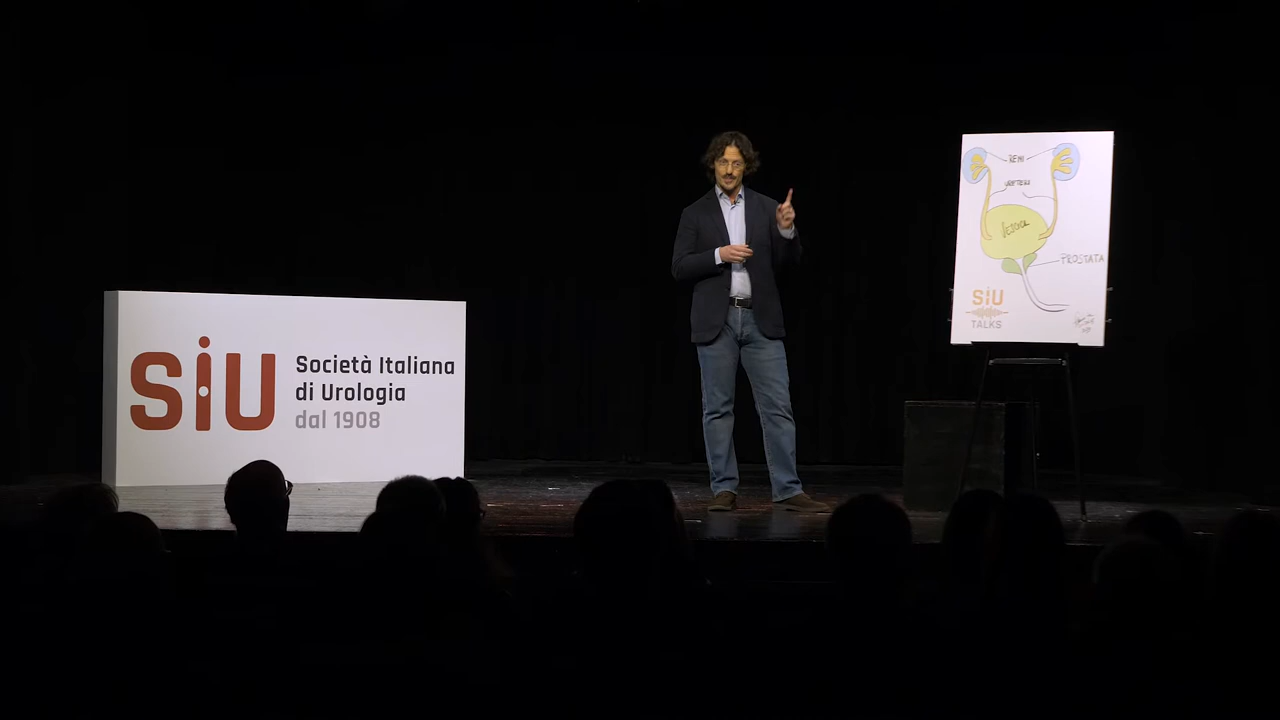 SiU
Società Italiana
di Urologia
dal 1908
RENI
URETERI
VESCICA
PROSTATA
SiU
TALKS